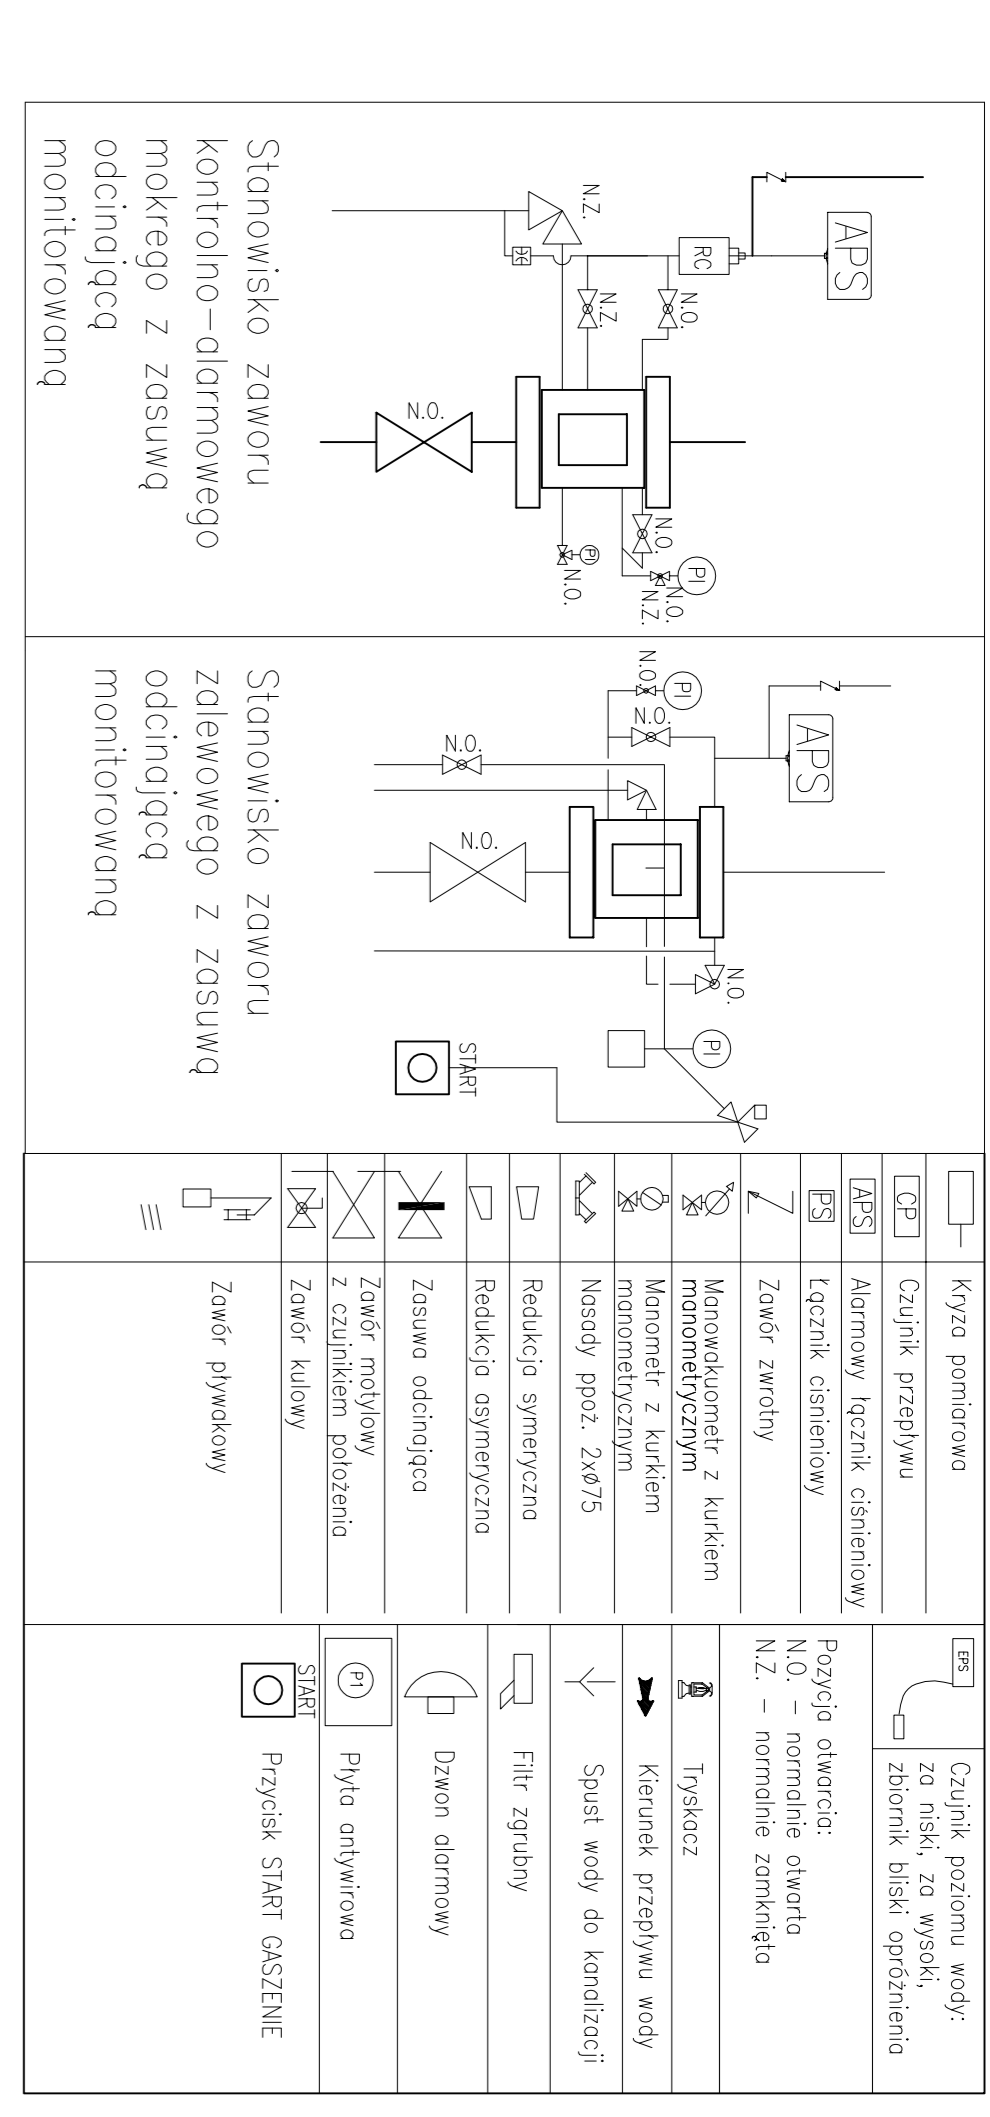 APS
RC
N.Z.
N.Z.
N.O.
N.O.
N.O.
PI
N.O.
PI
N.O.
N.Z.
Stanowisko zaworu
kontrolno-alarmowego
mokrego z zasuwą
odcinającą
monitorowaną
APS
PI
N.O.
N.O.
N.O.
N.O.
N.O.
PI
START
Stanowisko zaworu
zalewowego z zasuwą
odcinającą
monitorowaną
Kryza pomiarowa
CP
Czujnik przepływu
APS
Alarmowy łącznik ciśnieniowy
PS
Łącznik cisnieniowy
Zawór zwrotny
Manowakuometr z kurkiem
manometrycznym
Manometr z kurkiem
manometrycznym
Nasady ppoż. 2xø75
Redukcja symeryczna
Redukcja asymeryczna
Zasuwa odcinająca
Zawór motylowy
z czujnikiem położenia
Zawór kulowy
Zawór pływakowy
EPS
Czujnik poziomu wody:
za niski, za wysoki,
zbiornik bliski opróżnienia
Pozycja otwarcia:
N.O. – normalnie otwarta
N.Z. – normalnie zamknięta
Tryskacz
Kierunek przepływu wody
Spust wody do kanalizacji
Filtr zgrubny
Dzwon alarmowy
P1
Płyta antywirowa
START
Przycisk START GASZENIE